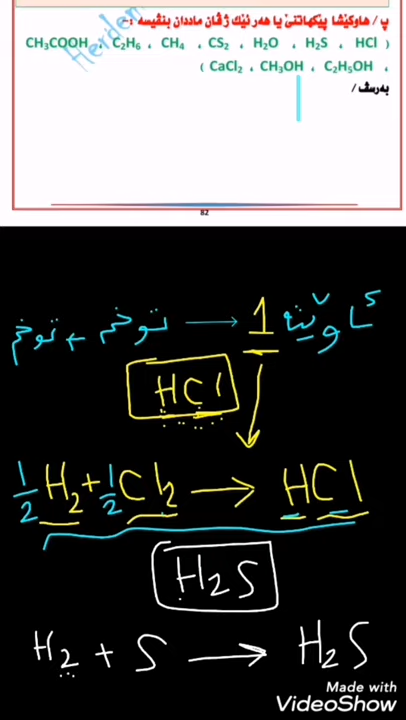 پ/ هاوکێشا پێکهاتنێ یا هەر ئێک ژڤان ماددان بنڤیسە :-
( HCl ، H₂S ، H₂O ، CS₂ ، CH₄ ، C₂H₆ ، CH₃COOH
، C₂H₅OH ، CH₃OH ، CaCl₂ )
بەرسڤ/
Herdem
82
1 ⟵ توخم + توخم
HCl
½H₂ + ½Cl₂ ⟶ HCl
H₂S
H₂ + S ⟶ H₂S
Made with
VideoShow